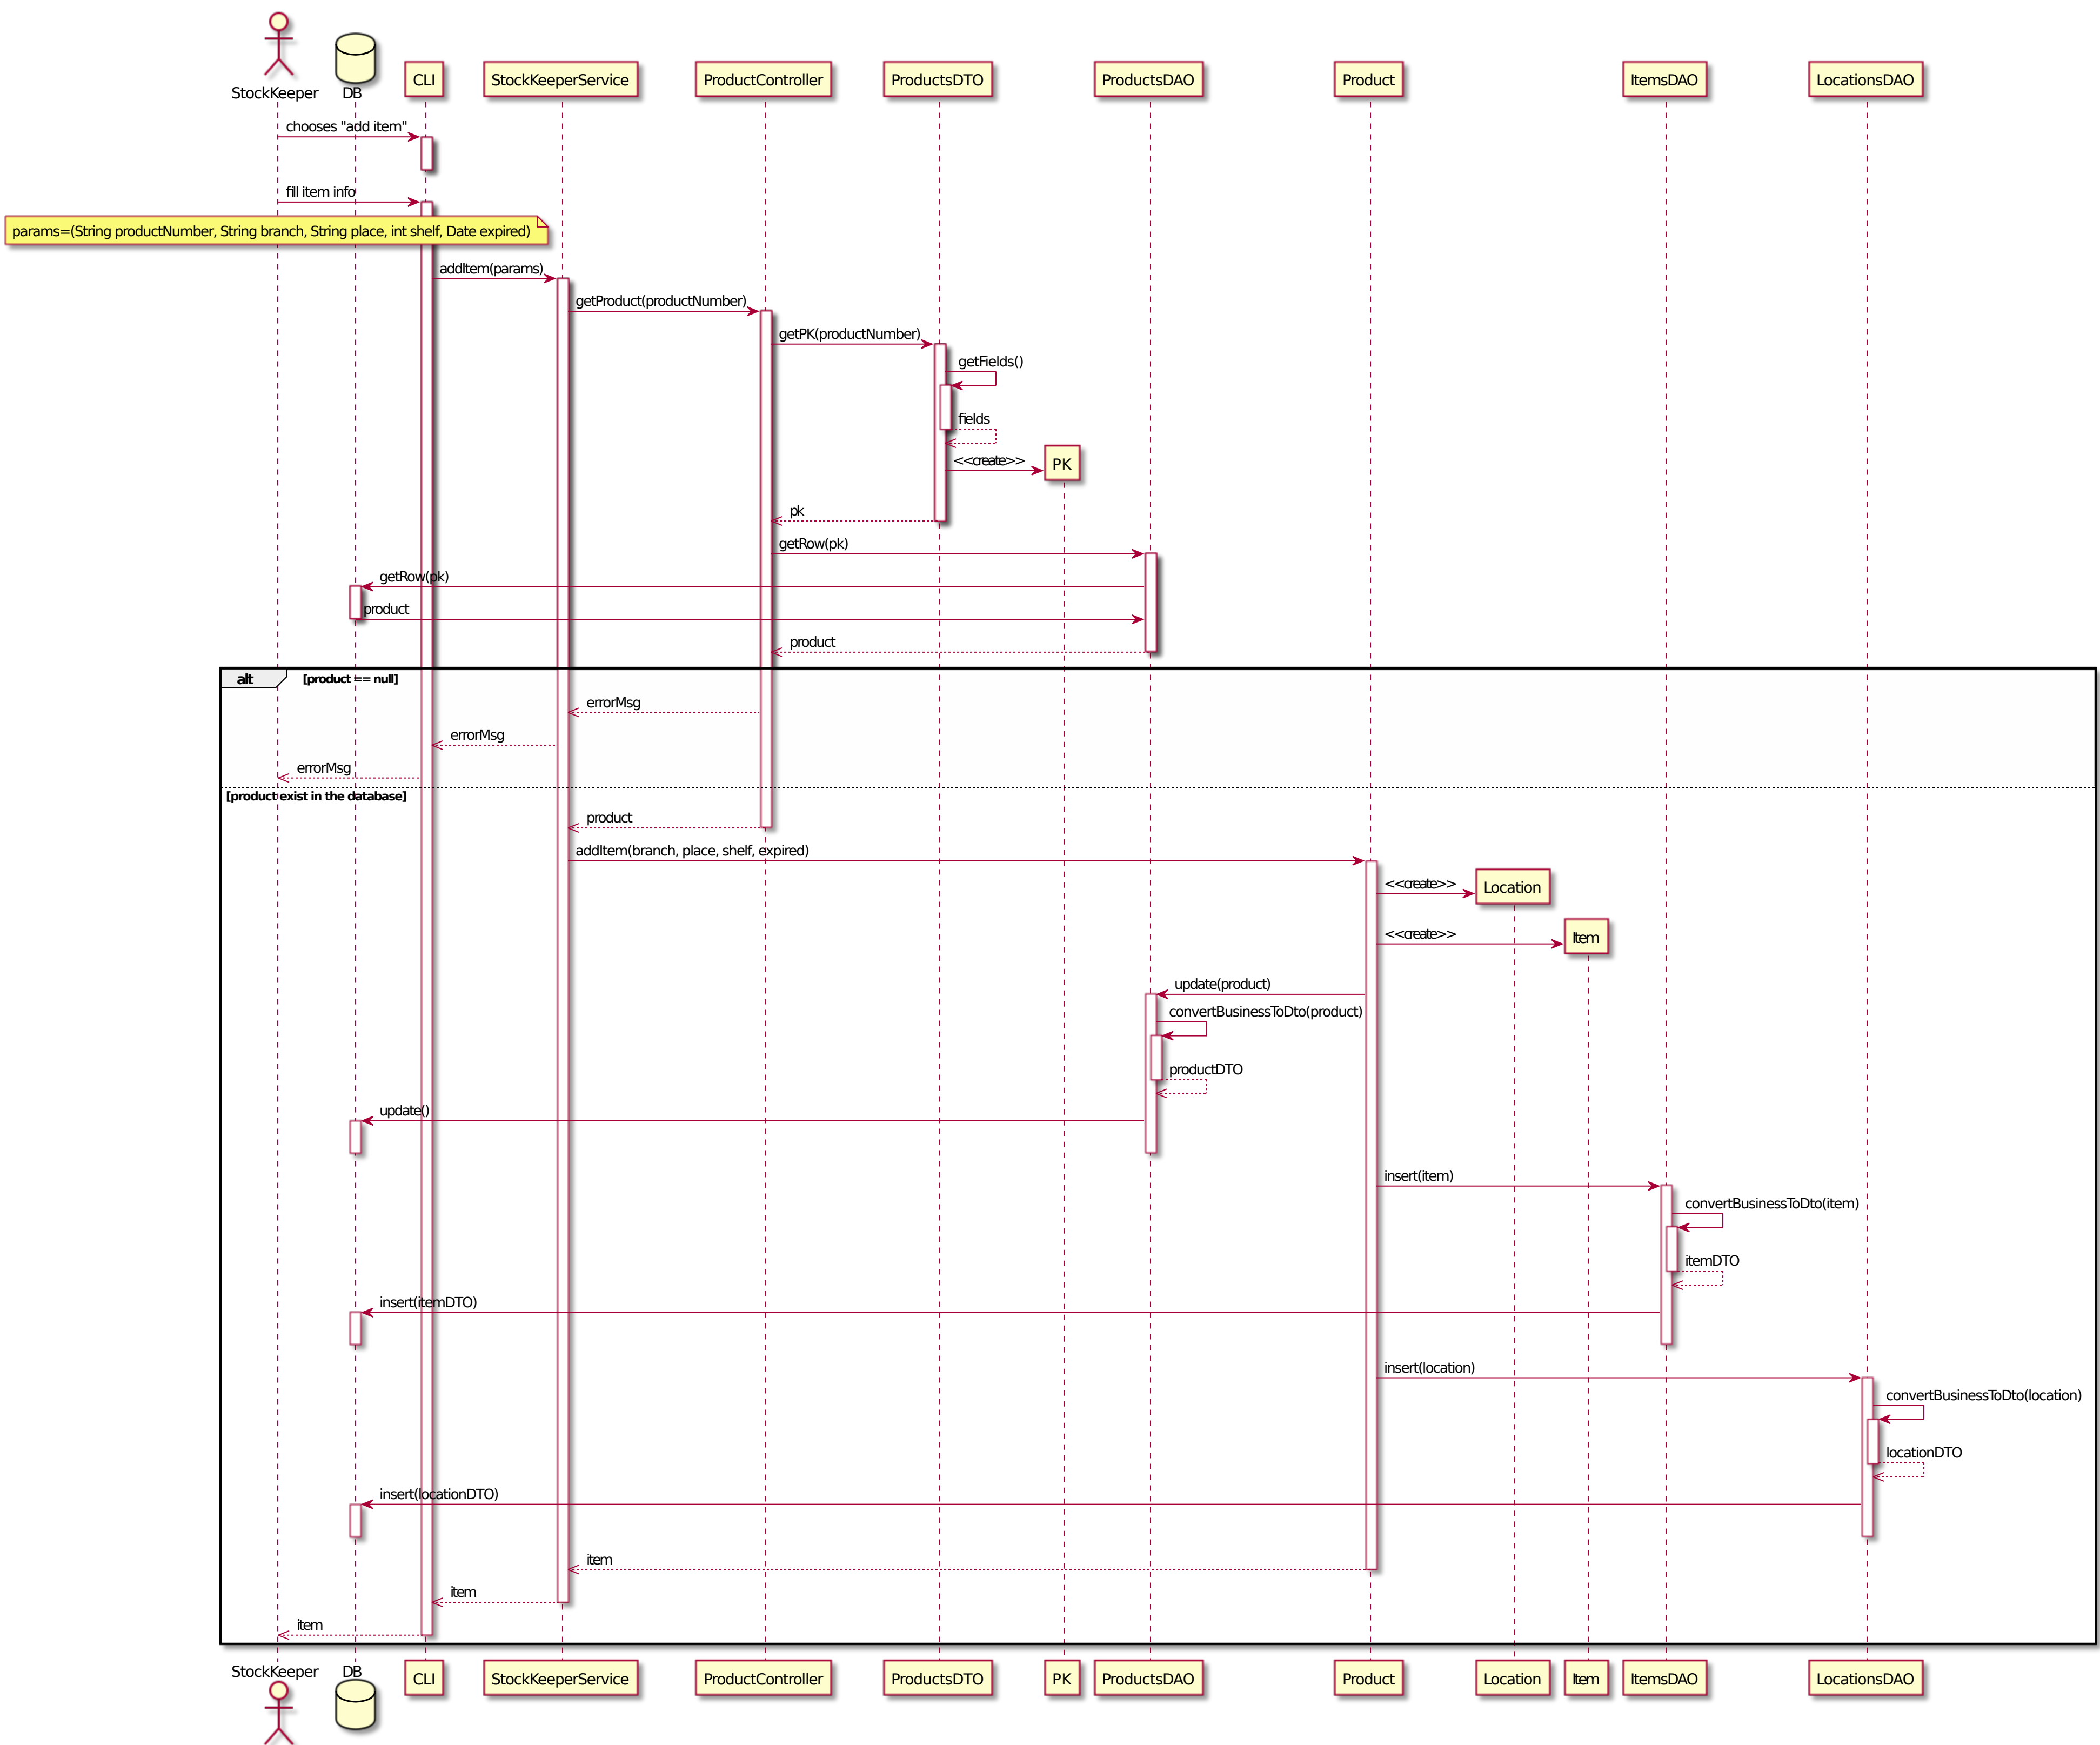 StockKeeper
DB
CLI
StockKeeperService
ProductController
ProductsDTO
ProductsDAO
Product
ItemsDAO
LocationsDAO
chooses "add item"
fill item info
params=(String productNumber, String branch, String place, int shelf, Date expired)
addItem(params)
getProduct(productNumber)
getPK(productNumber)
getFields()
fields
<<create>>
PK
pk
getRow(pk)
getRow(pk)
product
product
alt
[product == null]
errorMsg
errorMsg
errorMsg
[product exist in the database]
product
addItem(branch, place, shelf, expired)
<<create>>
Location
<<create>>
Item
update(product)
convertBusinessToDto(product)
productDTO
update()
insert(item)
convertBusinessToDto(item)
itemDTO
insert(itemDTO)
insert(location)
convertBusinessToDto(location)
locationDTO
insert(locationDTO)
item
item
item
StockKeeper
DB
CLI
StockKeeperService
ProductController
ProductsDTO
PK
ProductsDAO
Product
Location
Item
ItemsDAO
LocationsDAO